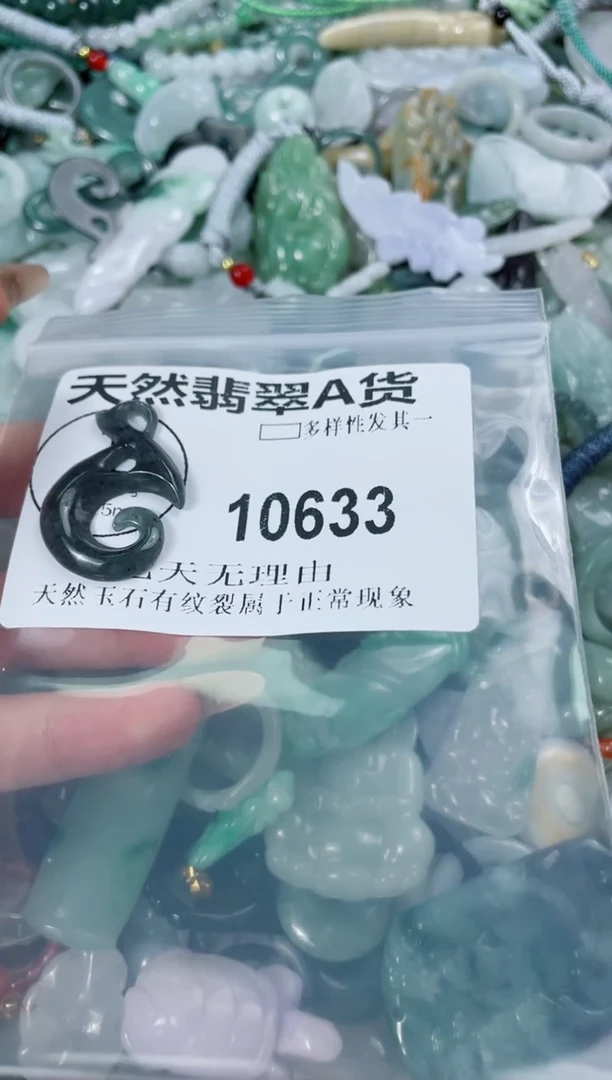 天然翡翠A货
多样性发其一
5n
10633
天无理由
天然玉石有纹裂属于正常现象